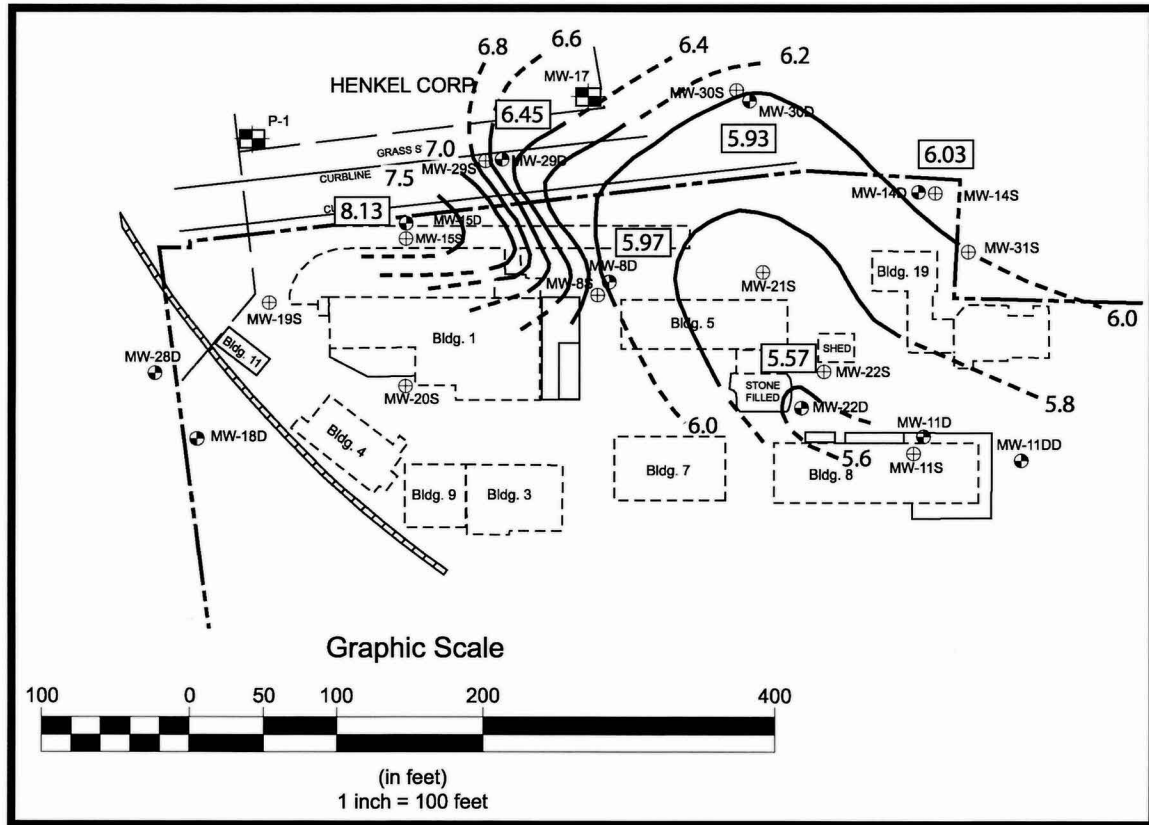 6.8
6.6
6.4
6.2
HENKEL CORP
MW-17
MW-30S
MW-30D
P-1
6.45
5.93
6.03
GRASS S
7.0
MW-29S
MW-29D
CURBLINE
7.5
MW-14D
MW-14S
8.13
MW-15D
MW-15S
5.97
MW-31S
MW-8D
MW-8S
MW-21S
Bldg. 19
MW-19S
6.0
Bldg. 1
Bldg. 5
SHED
Bldg. 11
5.57
MW-28D
MW-22S
MW-20S
STONE
FILLED
5.8
MW-22D
6.0
MW-18D
Bldg. 4
MW-11D
5.6
MW-11S
MW-11DD
Bldg. 9
Bldg. 3
Bldg. 7
Bldg. 8
Graphic Scale
100 0 50 100 200 400
(in feet)
1 inch = 100 feet